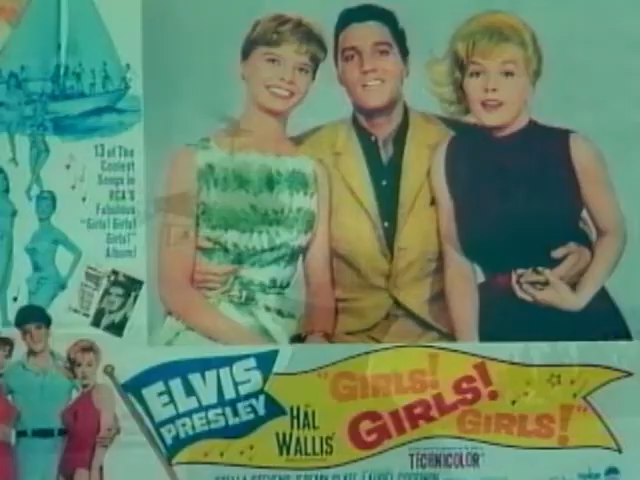 13 of The
Coolest
Songs in
RCA'S
Fabulous
"Girls! Girls!
Girls!"
Album!
ELVIS
PRESLEY
HAL
WALLIS'
"GIRLS!
GIRLS!
GIRLS!"
TECHNICOLOR®